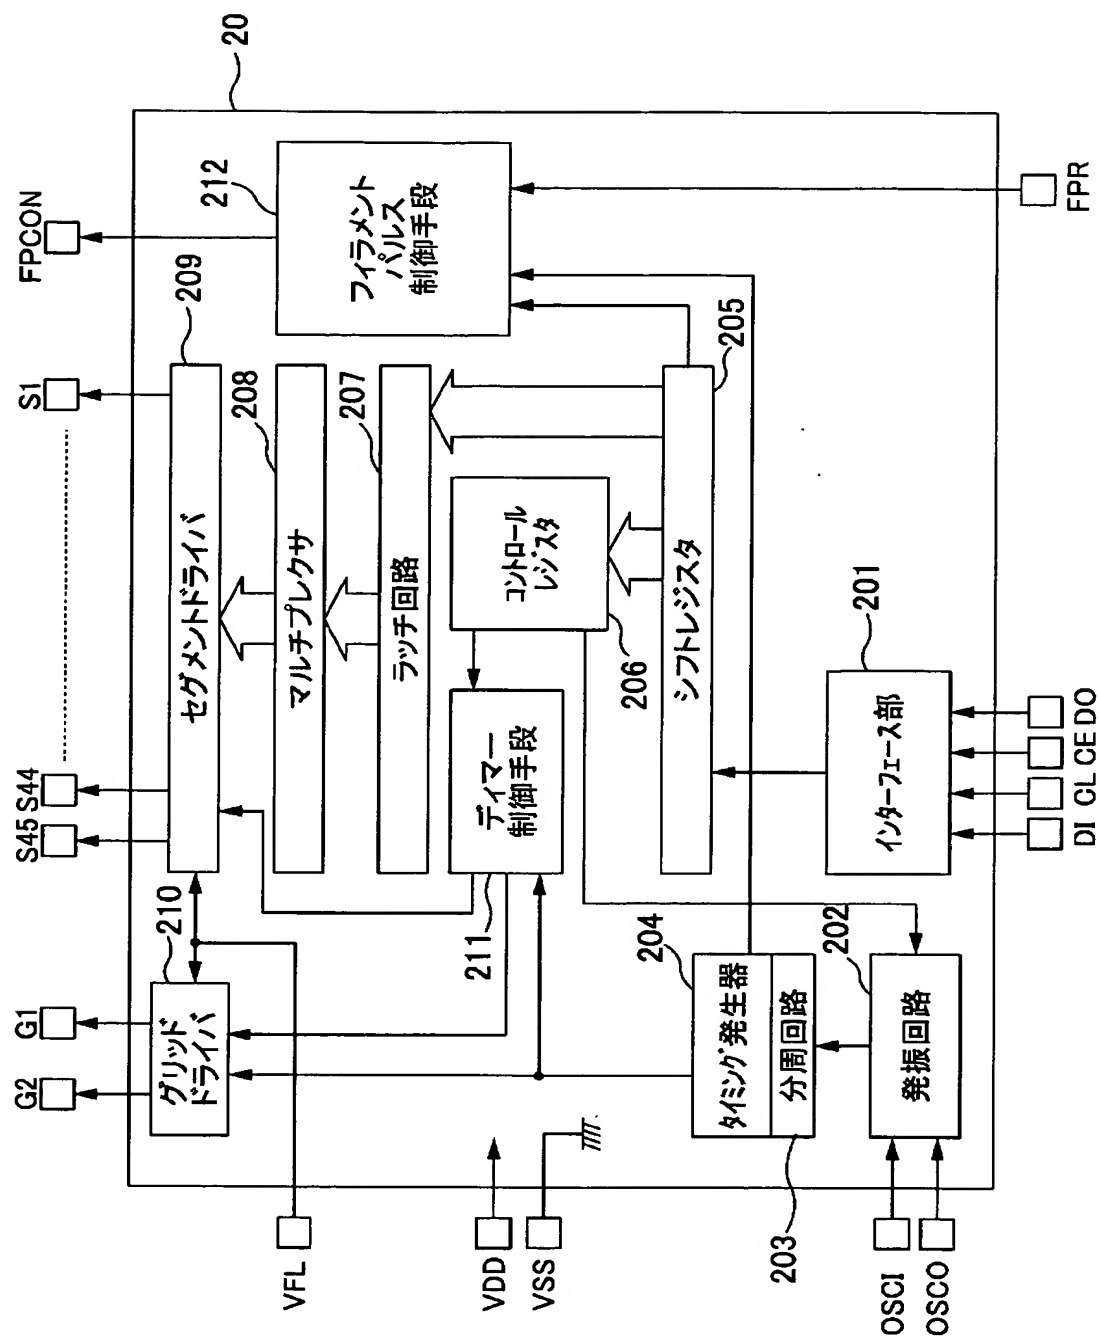 20
FPCON
212
フィラメント
パルス
制御手段
FPR
S1
S44
S45
209
セグメントドライバ
208
マルチプレクサ
207
ラッチ回路
205
シフトレジスタ
コントロール
レジスタ
206
ディマー
制御手段
211
210
グリッド
ドライバ
G1
G2
201
インターフェース部
DI
CL
CE
DO
204
タイミング発生器
分周回路
203
202
発振回路
VFL
VDD
VSS
OSCI
OSCO